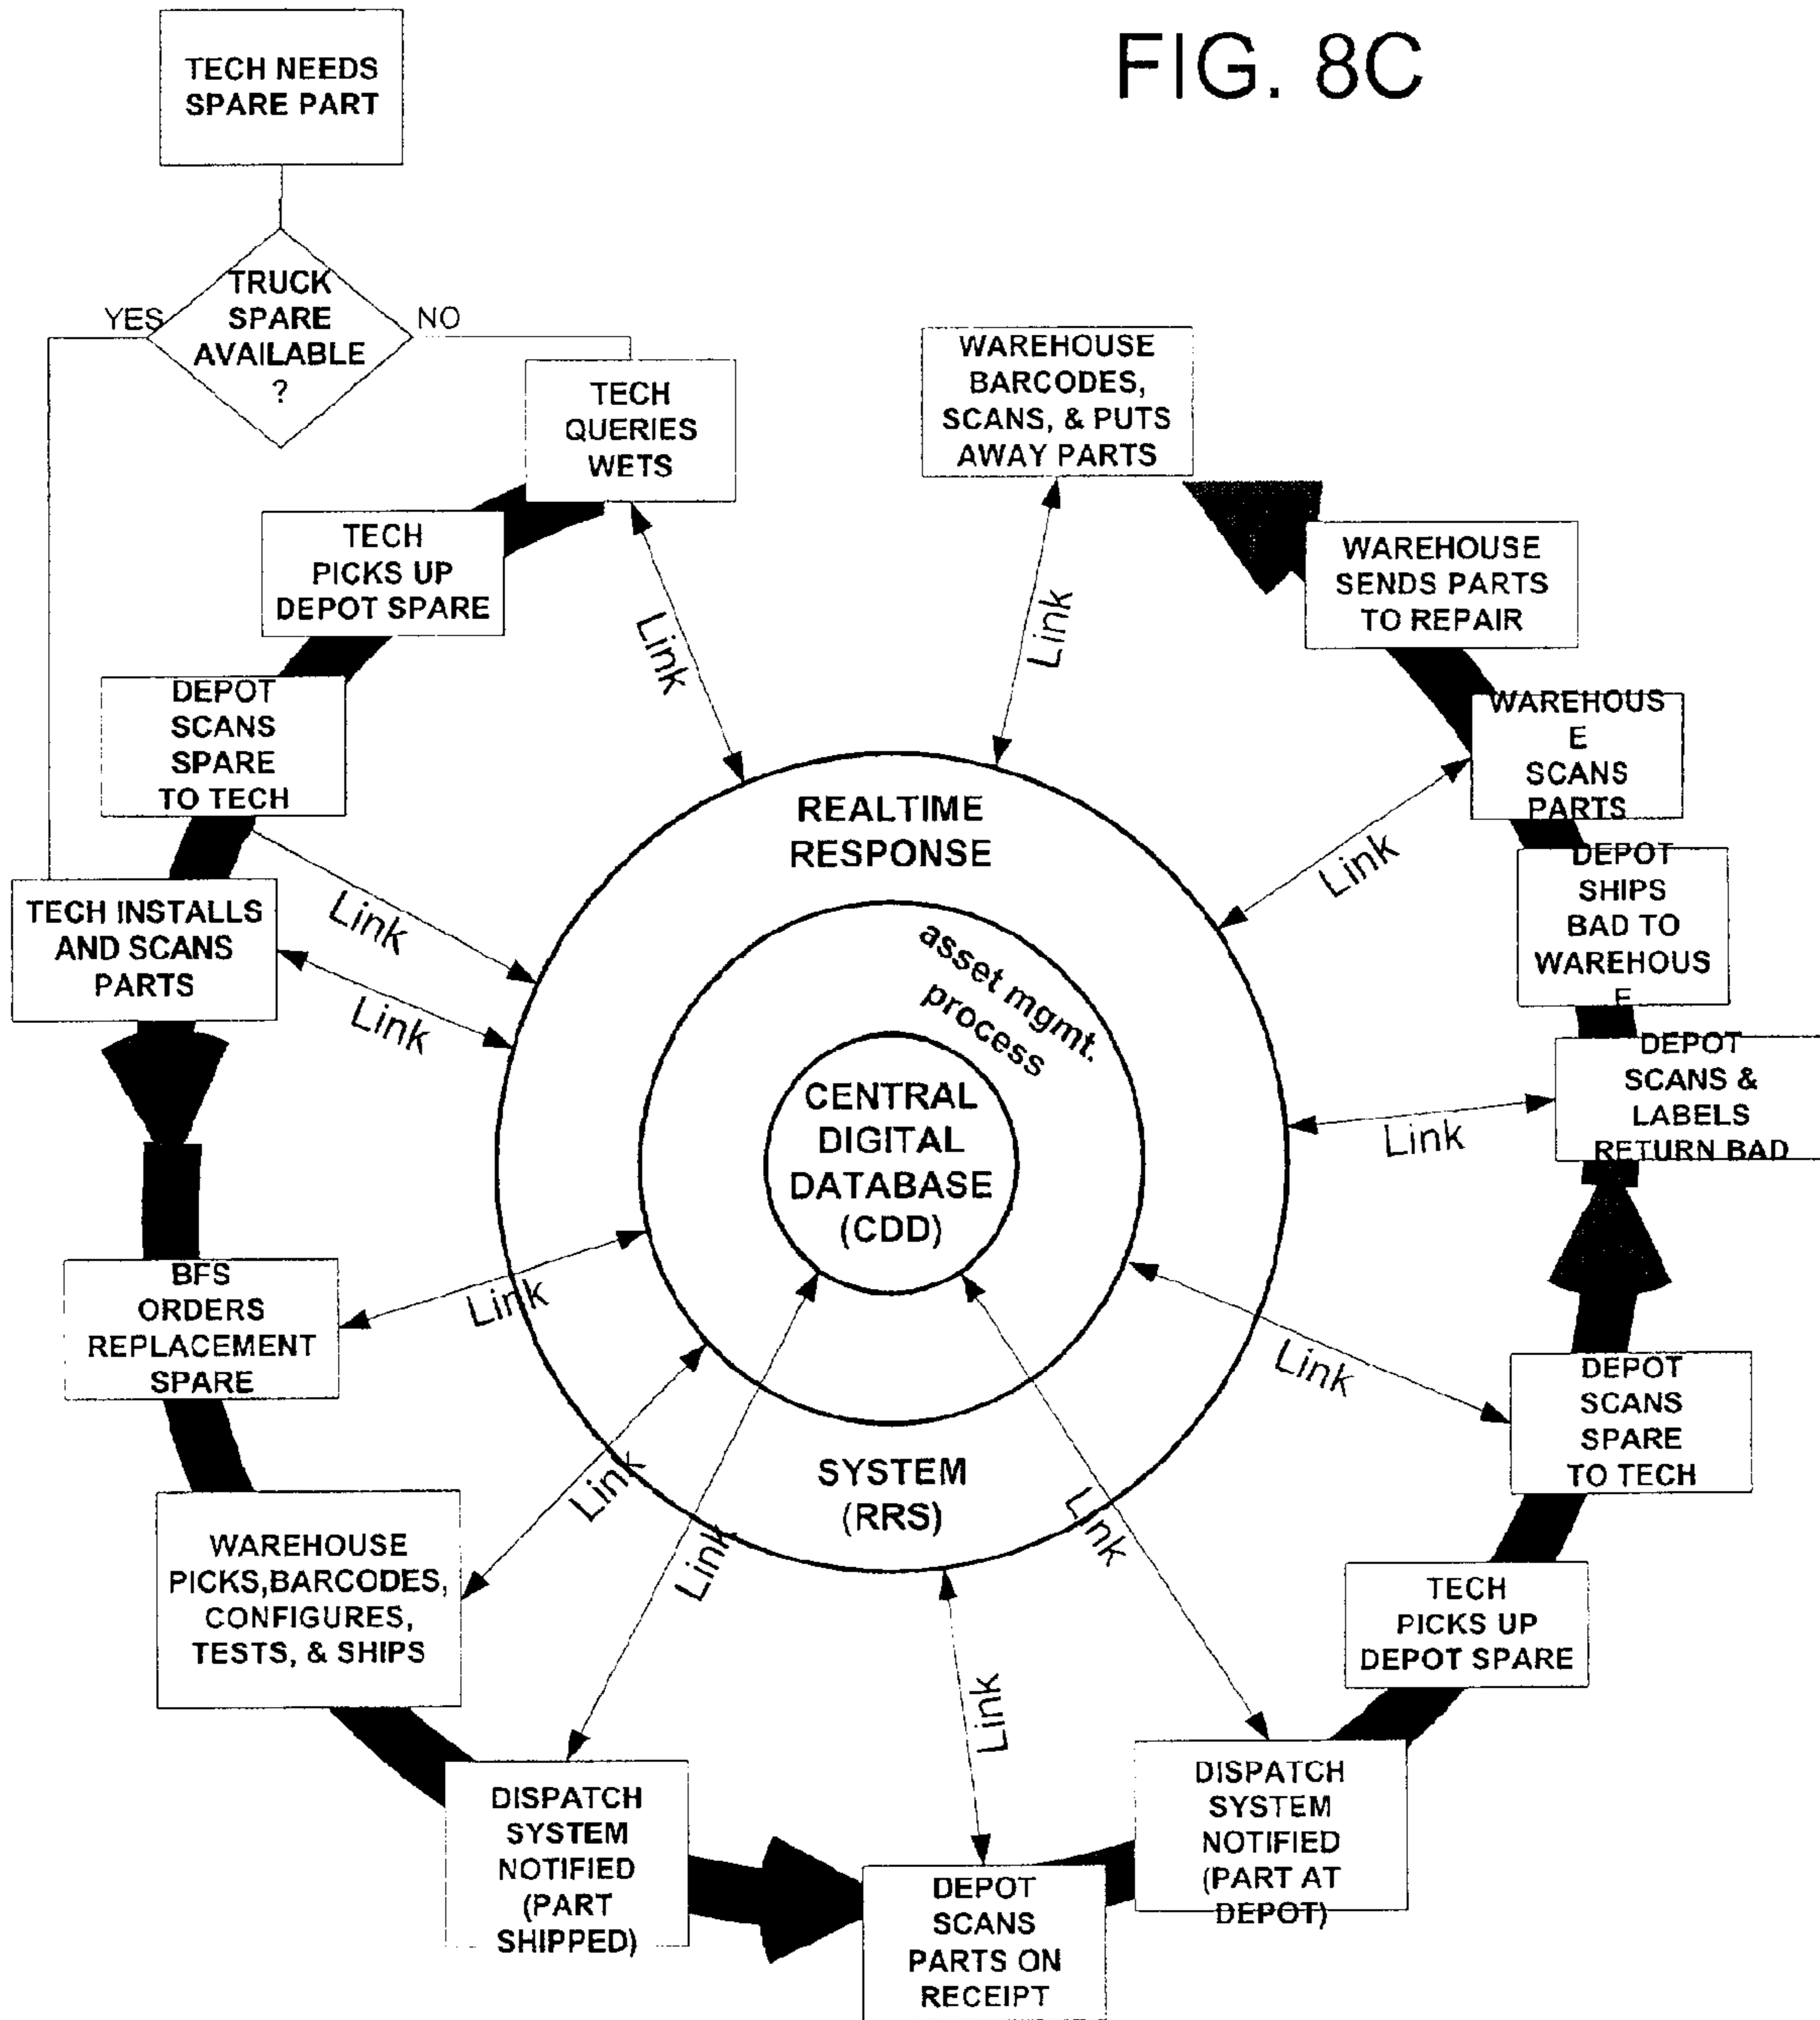 FIG. 8C
TECH NEEDS
SPARE PART
TRUCK
SPARE
AVAILABLE
?
YES
NO
TECH
QUERIES
WETS
TECH
PICKS UP
DEPOT SPARE
DEPOT
SCANS
SPARE
TO TECH
TECH INSTALLS
AND SCANS
PARTS
BFS
ORDERS
REPLACEMENT
SPARE
WAREHOUSE
PICKS,BARCODES,
CONFIGURES,
TESTS, & SHIPS
DISPATCH
SYSTEM
NOTIFIED
(PART
SHIPPED)
DEPOT
SCANS
PARTS ON
RECEIPT
DISPATCH
SYSTEM
NOTIFIED
(PART AT
DEPOT)
TECH
PICKS UP
DEPOT SPARE
DEPOT
SCANS
SPARE
TO TECH
DEPOT
SCANS &
LABELS
RETURN BAD
DEPOT
SHIPS
BAD TO
WAREHOUS
E
WAREHOUS
E
SCANS
PARTS
WAREHOUSE
SENDS PARTS
TO REPAIR
WAREHOUSE
BARCODES,
SCANS, & PUTS
AWAY PARTS
Link
Link
Link
Link
Link
Link
Link
Link
Link
Link
Link
Link
Link
REALTIME
RESPONSE
asset mgmt.
process
CENTRAL
DIGITAL
DATABASE
(CDD)
SYSTEM
(RRS)